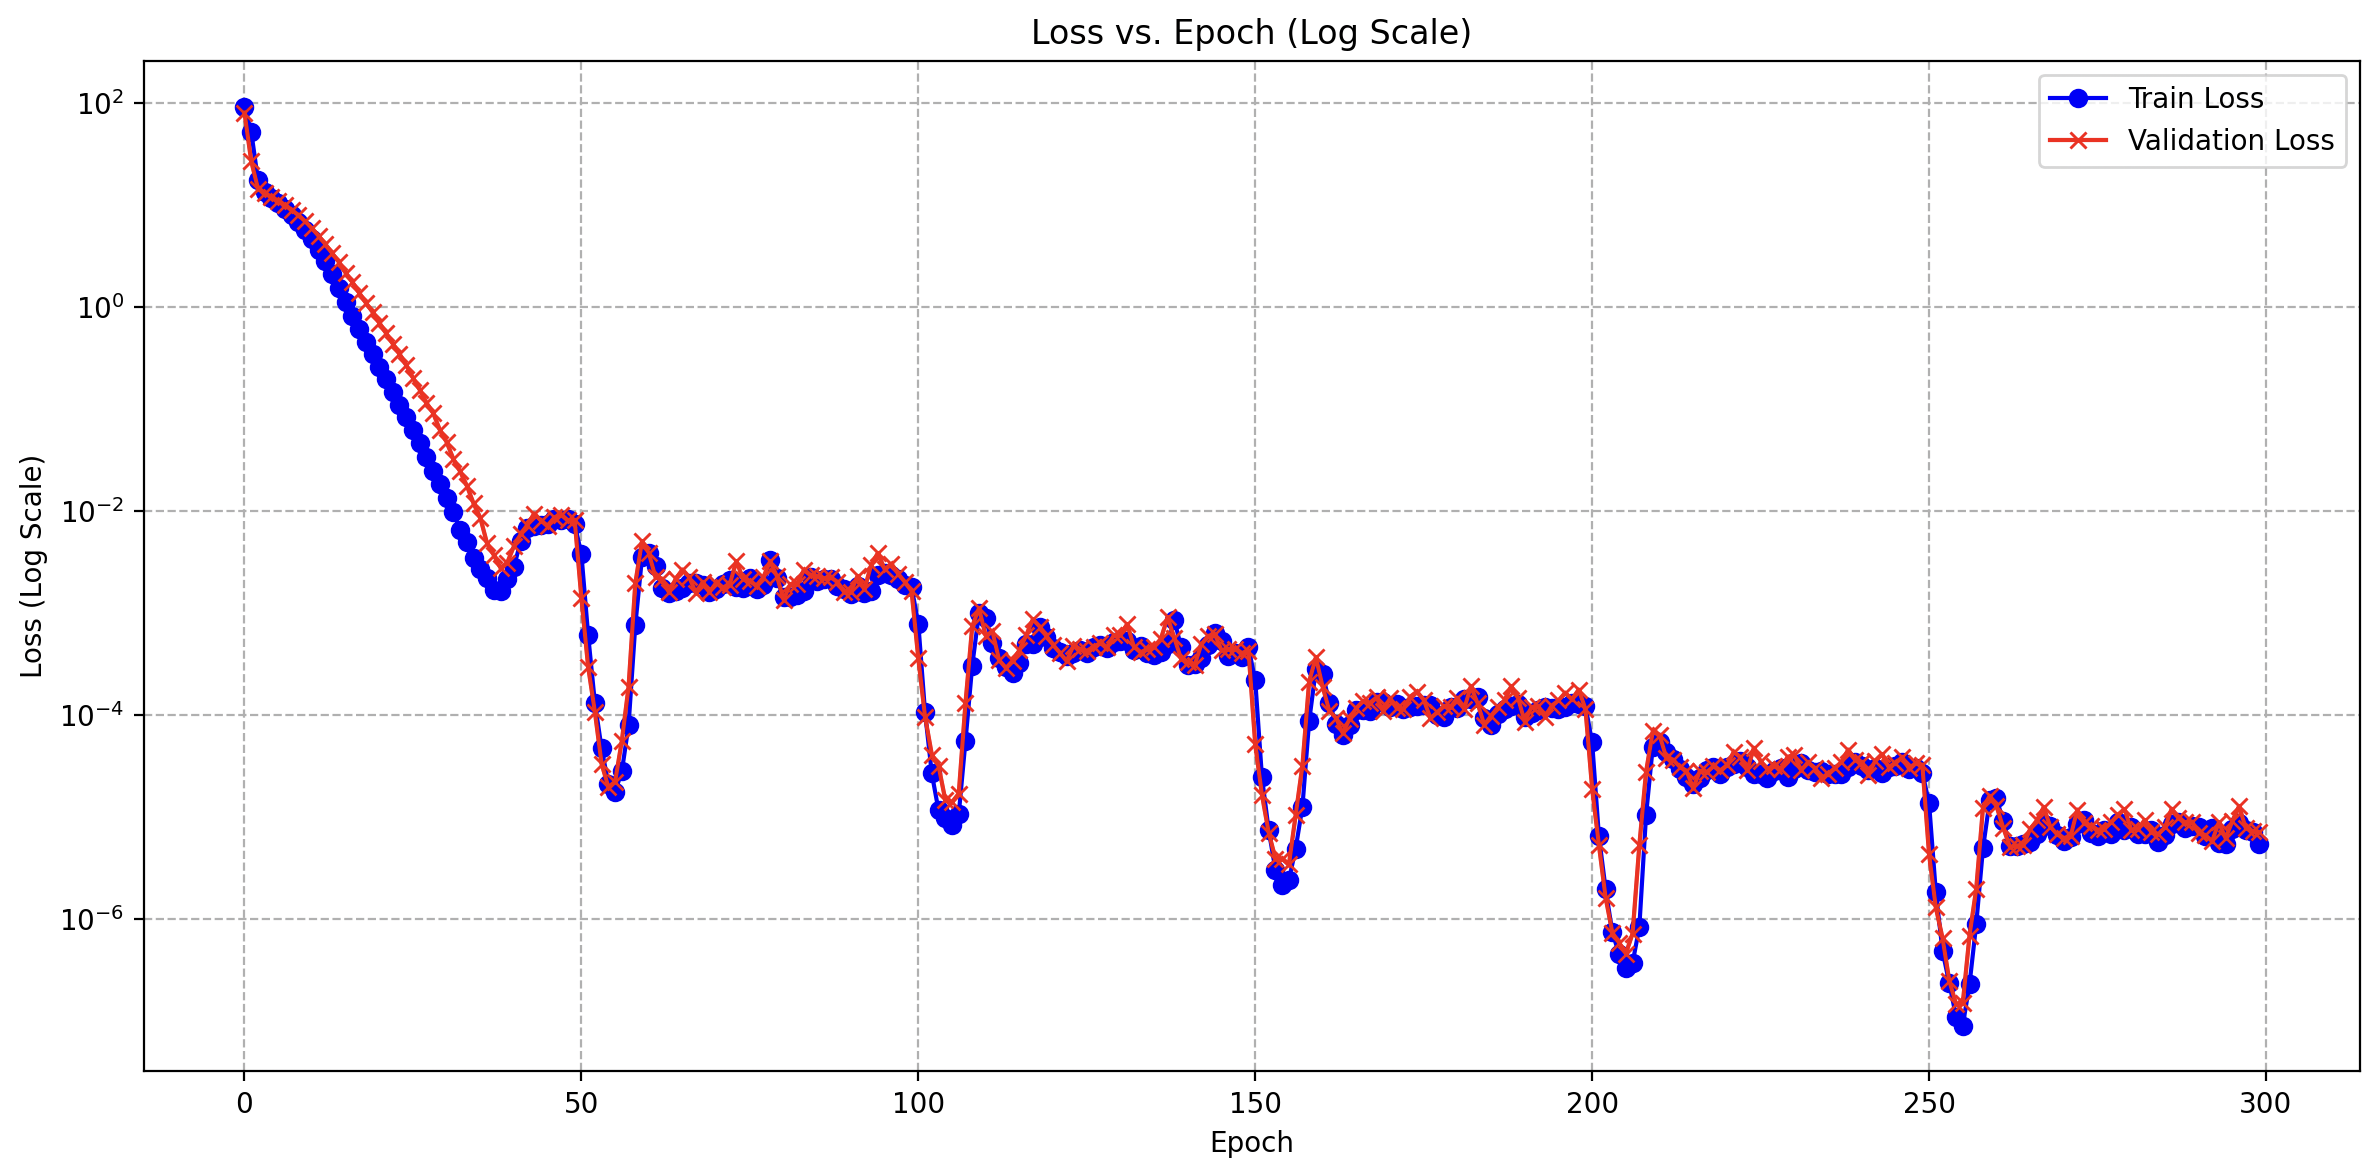 Loss vs. Epoch (Log Scale)
Train Loss
Validation Loss
Loss (Log Scale)
10²
10⁰
10⁻²
10⁻⁴
10⁻⁶
0 50 100 150 200 250 300
Epoch